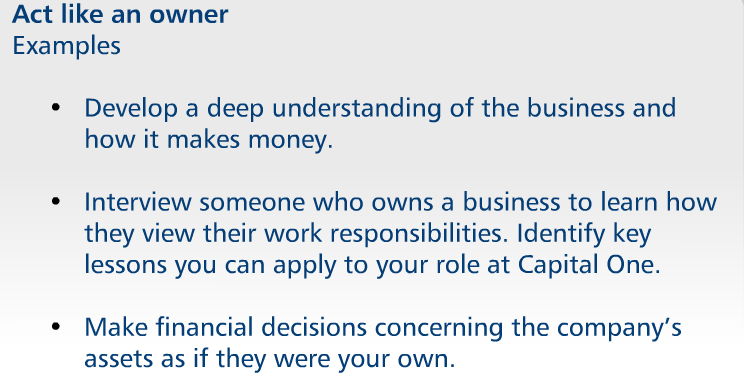 Act like an owner
Examples
• Develop a deep understanding of the business and
how it makes money.
• Interview someone who owns a business to learn how
they view their work responsibilities. Identify key
lessons you can apply to your role at Capital One.
• Make financial decisions concerning the company’s
assets as if they were your own.